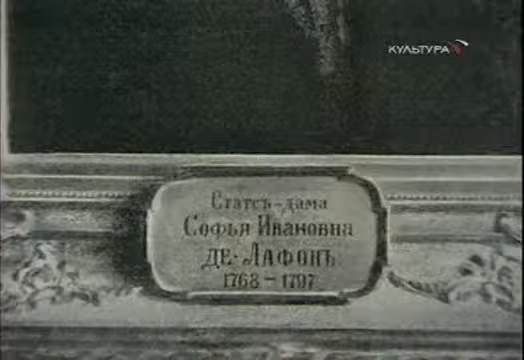 КУЛЬТУРА
Статсъ-дама
Софья Ивановна
де-Лафонъ
1768-1797